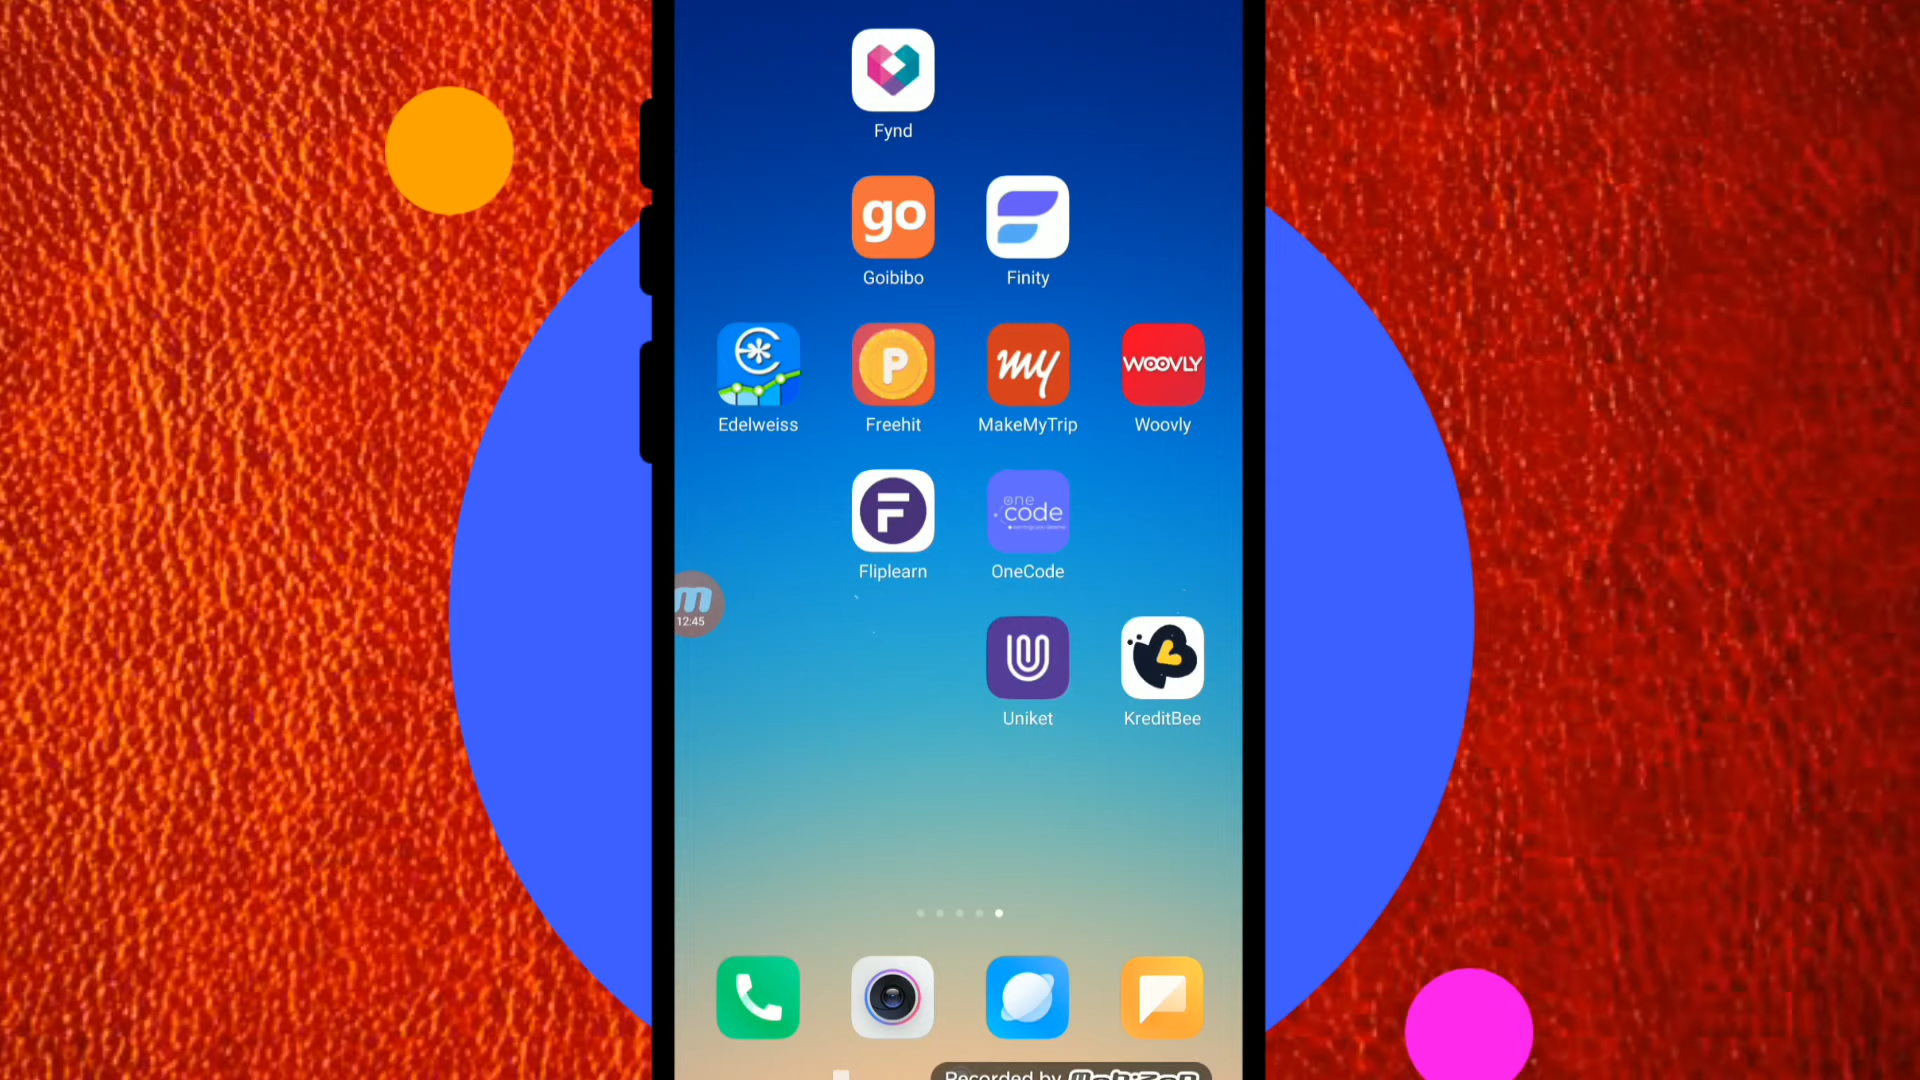 Fynd
go
Goibibo
Finity
P
my
WOOVLY
Edelweiss
Freehit
MakeMyTrip
Woovly
F
one
code
Fliplearn
OneCode
m
12:45
Uniket
KreditBee
Recorded by Mobizen